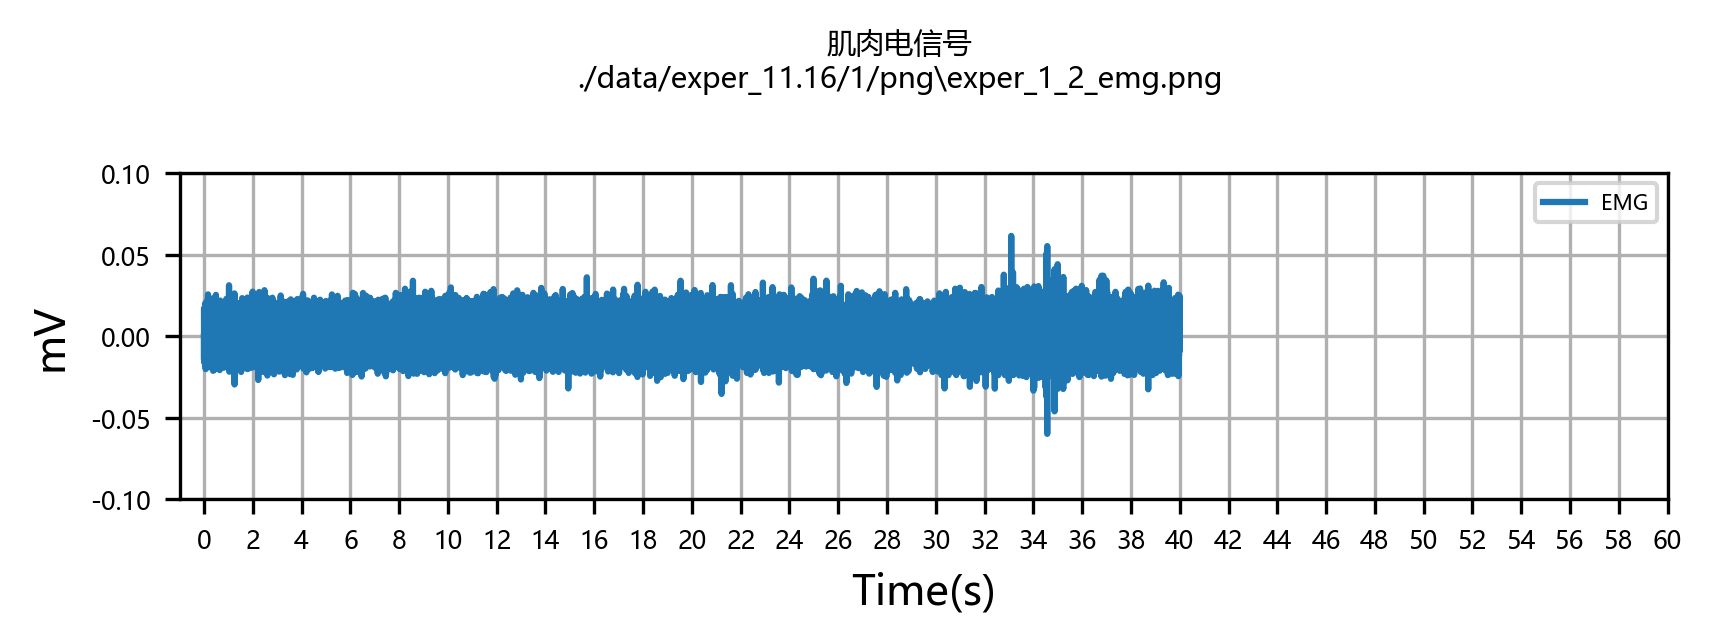 肌肉电信号
./data/exper_11.16/1/png\exper_1_2_emg.png
0.10
0.05
0.00
-0.05
-0.10
mV
EMG
0 2 4 6 8 10 12 14 16 18 20 22 24 26 28 30 32 34 36 38 40 42 44 46 48 50 52 54 56 58 60
Time(s)